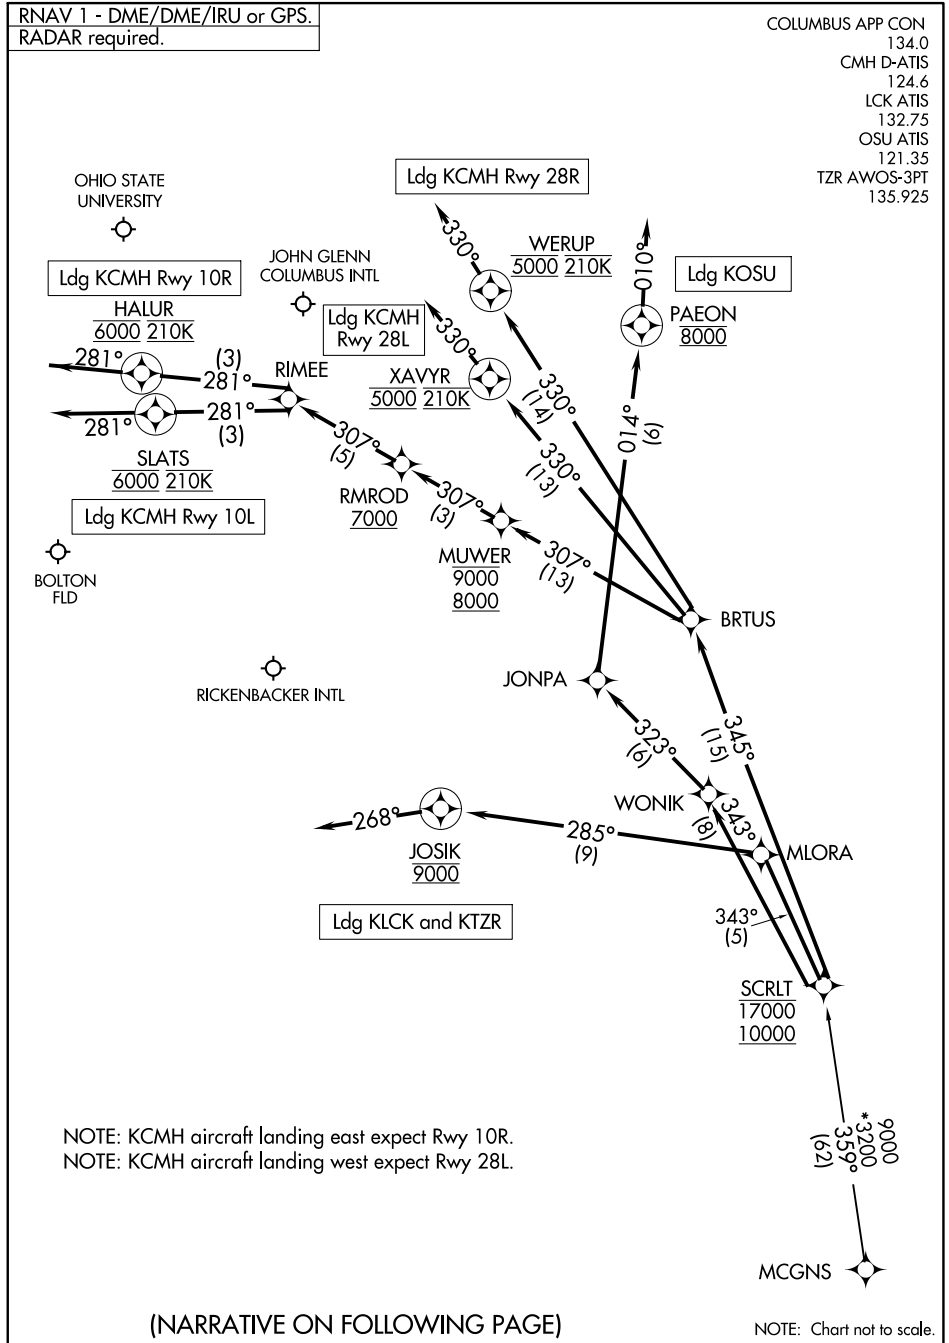 RNAV 1 - DME/DME/IRU or GPS.
RADAR required.
COLUMBUS APP CON
134.0
CMH D-ATIS
124.6
LCK ATIS
132.75
OSU ATIS
121.35
TZR AWOS-3PT
135.925
OHIO STATE
UNIVERSITY
Ldg KCMH Rwy 28R
330°
WERUP
5000 210K
010°
Ldg KOSU
JOHN GLENN
COLUMBUS INTL
Ldg KCMH Rwy 10R
HALUR
6000 210K
Ldg KCMH
Rwy 28L
330°
PAEON
8000
281°
(3)
281°
RIMEE
XAVYR
5000 210K
330°
(14)
014°
(6)
281°
281°
(3)
307°
(5)
330°
(13)
SLATS
6000 210K
RMROD
7000
307°
(3)
Ldg KCMH Rwy 10L
MUWER
9000
8000
307°
(13)
BOLTON
FLD
BRTUS
RICKENBACKER INTL
JONPA
323°
(6)
345°
(15)
WONIK
343°
(8)
268°
JOSIK
9000
285°
(9)
MLORA
Ldg KLCK and KTZR
343°
(5)
SCRLT
17000
10000
9000
*3200
359°
(62)
NOTE: KCMH aircraft landing east expect Rwy 10R.
NOTE: KCMH aircraft landing west expect Rwy 28L.
MCGNS
(NARRATIVE ON FOLLOWING PAGE)
NOTE: Chart not to scale.